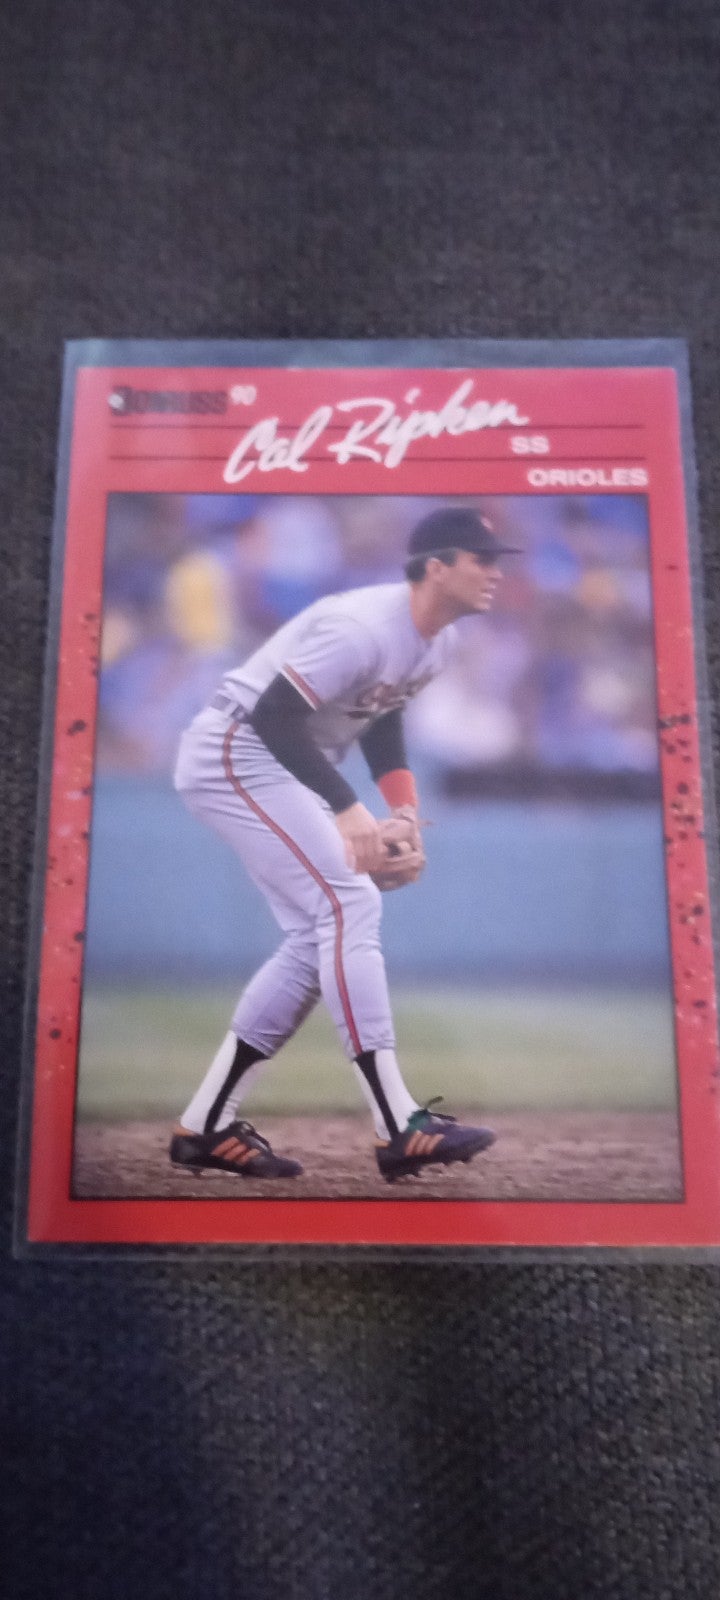 DONRUSS '90
Cal Ripken
SS
ORIOLES